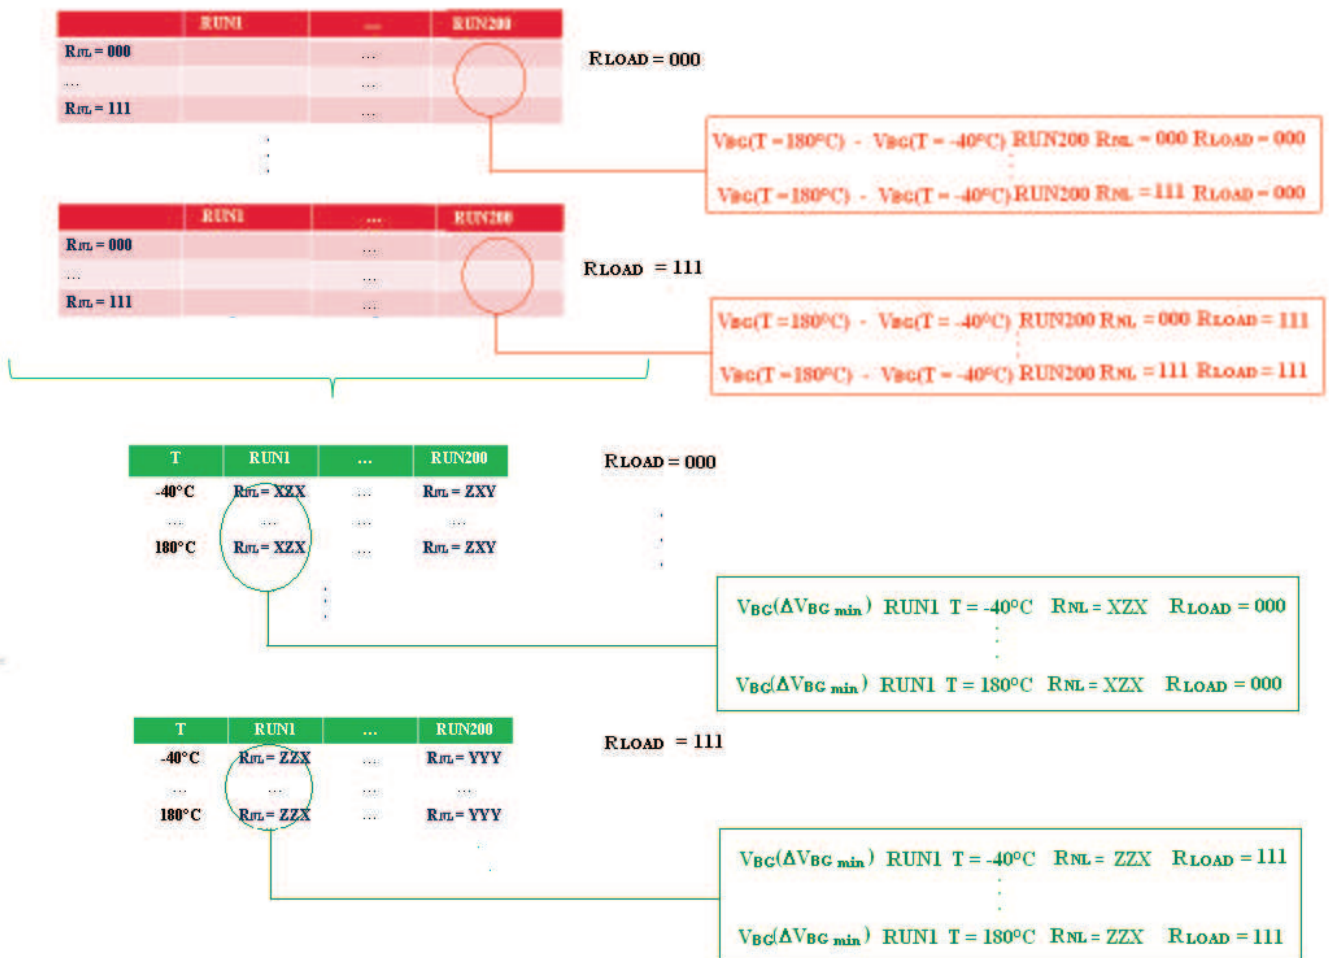 RUN1 ... RUN200
RNL = 000 ...
... ...
RNL = 111 ...
RLOAD = 000
VBG(T = 180°C) - VBG(T = -40°C) RUN200 RNL = 000 RLOAD = 000
VBG(T = 180°C) - VBG(T = -40°C) RUN200 RNL = 111 RLOAD = 000
RUN1 ... RUN200
RNL = 000 ...
... ...
RNL = 111 ...
RLOAD = 111
VBG(T = 180°C) - VBG(T = -40°C) RUN200 RNL = 000 RLOAD = 111
VBG(T = 180°C) - VBG(T = -40°C) RUN200 RNL = 111 RLOAD = 111
T RUN1 ... RUN200
-40°C RNL = XZX ... RNL = ZXY
... ... ... ...
180°C RNL = XZX ... RNL = ZXY
RLOAD = 000
VBG(ΔVBG min) RUN1 T = -40°C RNL = XZX RLOAD = 000
VBG(ΔVBG min) RUN1 T = 180°C RNL = XZX RLOAD = 000
T RUN1 ... RUN200
-40°C RNL = ZZX ... RNL = YYY
... ... ... ...
180°C RNL = ZZX ... RNL = YYY
RLOAD = 111
VBG(ΔVBG min) RUN1 T = -40°C RNL = ZZX RLOAD = 111
VBG(ΔVBG min) RUN1 T = 180°C RNL = ZZX RLOAD = 111